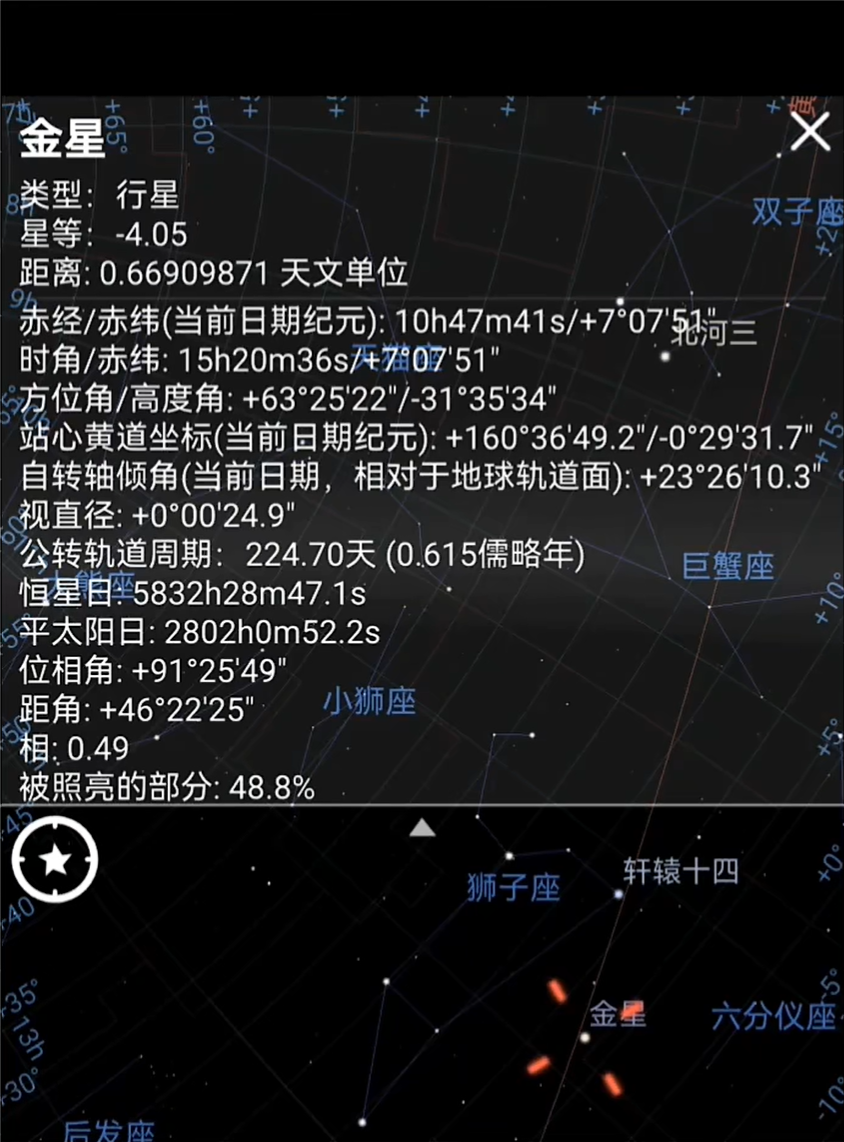 金星
类型：行星
星等：-4.05
距离: 0.66909871 天文单位
赤经/赤纬(当前日期纪元): 10h47m41s/+7°07'51"
时角/赤纬: 15h20m36s/+7°07'51"
方位角/高度角: +63°25'22"/-31°35'34"
站心黄道坐标(当前日期纪元): +160°36'49.2"/-0°29'31.7"
自转轴倾角(当前日期，相对于地球轨道面): +23°26'10.3"
视直径: +0°00'24.9"
公转轨道周期：224.70天 (0.615儒略年)
恒星日: 5832h28m47.1s
平太阳日: 2802h0m52.2s
位相角: +91°25'49"
距角: +46°22'25"
相: 0.49
被照亮的部分: 48.8%
+65°
+60°
8h
9h
双子座
北河三
天猫座
+15°
巨蟹座
大熊座
+10°
小狮座
+5°
轩辕十四
狮子座
+0°
+40°
金星
六分仪座
-5°
+35°
13h
+30°
-10°
后发座